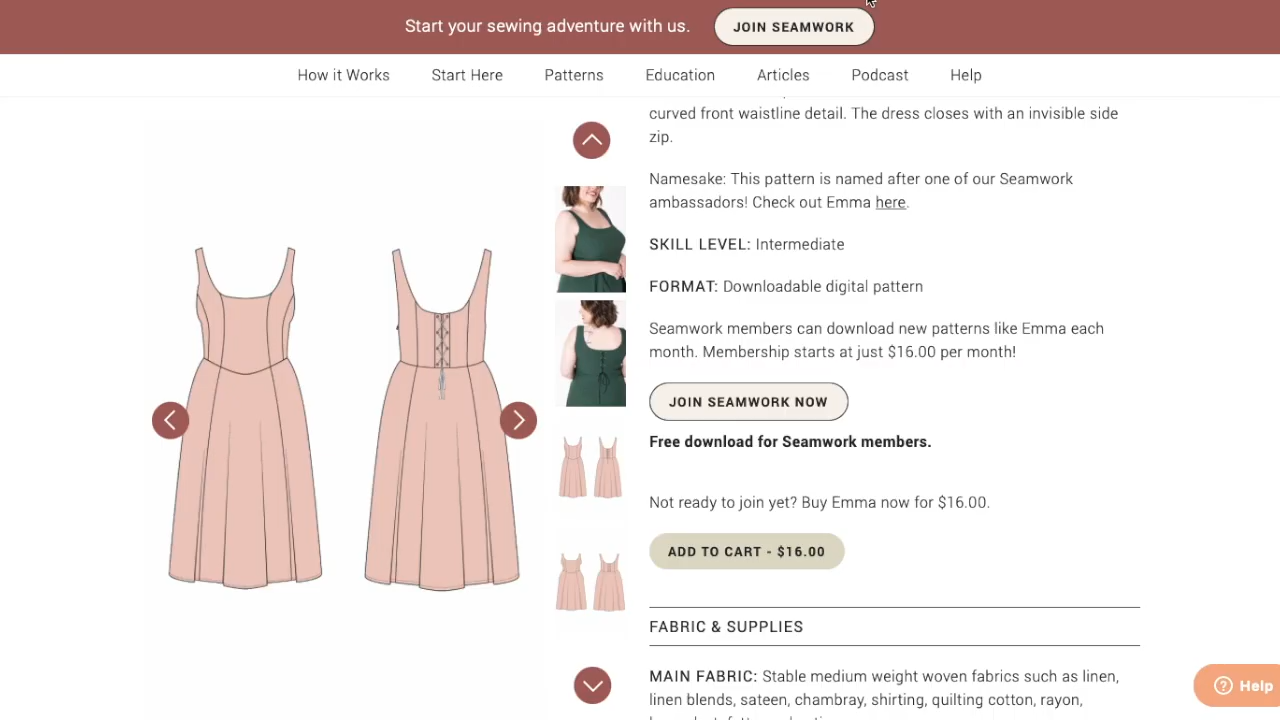 Start your sewing adventure with us.
JOIN SEAMWORK
How it Works
Start Here
Patterns
Education
Articles
Podcast
Help
curved front waistline detail. The dress closes with an invisible side
zip.
Namesake: This pattern is named after one of our Seamwork
ambassadors! Check out Emma here.
SKILL LEVEL: Intermediate
FORMAT: Downloadable digital pattern
Seamwork members can download new patterns like Emma each
month. Membership starts at just $16.00 per month!
JOIN SEAMWORK NOW
Free download for Seamwork members.
Not ready to join yet? Buy Emma now for $16.00.
ADD TO CART - $16.00
FABRIC & SUPPLIES
MAIN FABRIC: Stable medium weight woven fabrics such as linen,
linen blends, sateen, chambray, shirting, quilting cotton, rayon,
Help